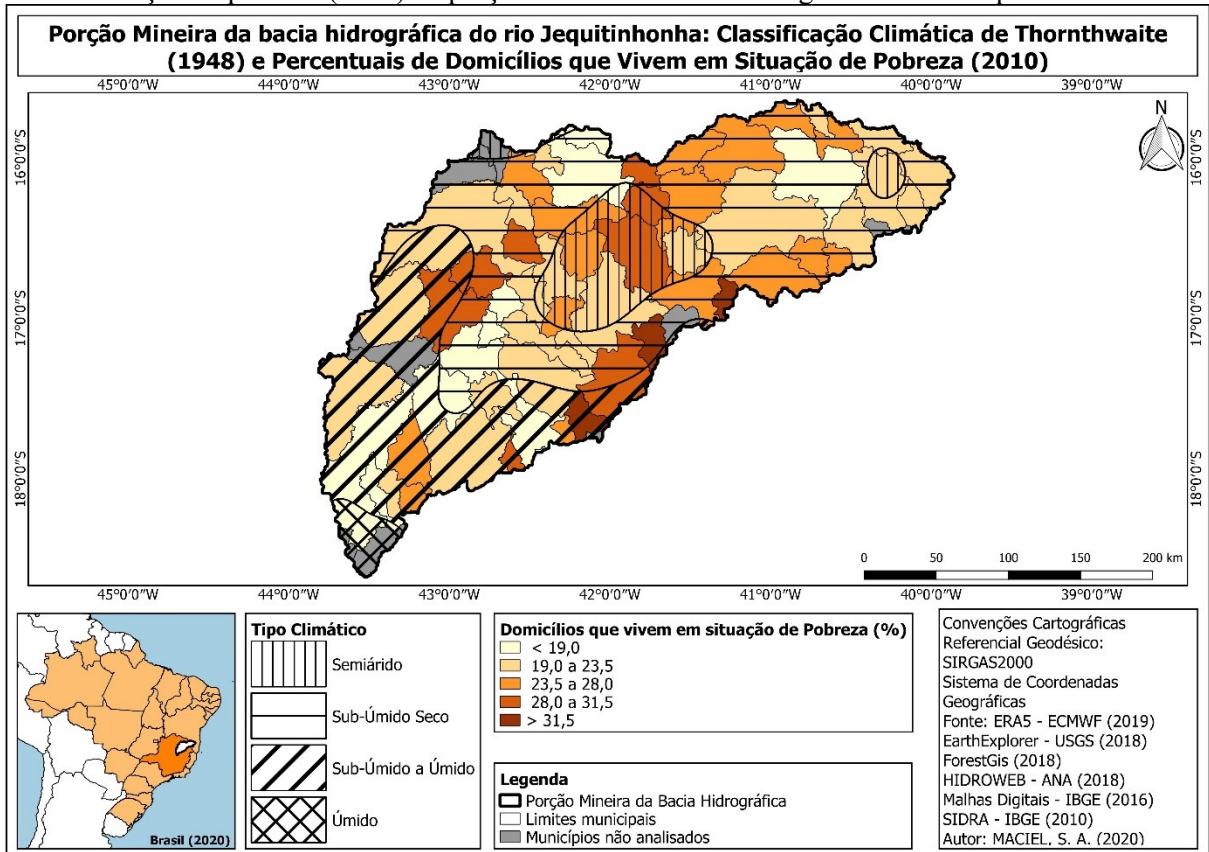 Porção Mineira da bacia hidrográfica do rio Jequitinhonha: Classificação Climática de Thornthwaite
(1948) e Percentuais de Domicílios que Vivem em Situação de Pobreza (2010)
45°0'0"W 44°0'0"W 43°0'0"W 42°0'0"W 41°0'0"W 40°0'0"W 39°0'0"W
N
16°0'0"S 16°0'0"S
17°0'0"S 17°0'0"S
18°0'0"S 18°0'0"S
0 50 100 150 200 km
45°0'0"W 44°0'0"W 43°0'0"W 42°0'0"W 41°0'0"W 40°0'0"W 39°0'0"W
Brasil (2020)
Tipo Climático
Semiárido
Sub-Úmido Seco
Sub-Úmido a Úmido
Úmido
Domicílios que vivem em situação de Pobreza (%)
< 19,0
19,0 a 23,5
23,5 a 28,0
28,0 a 31,5
> 31,5
Legenda
Porção Mineira da Bacia Hidrográfica
Limites municipais
Municípios não analisados
Convenções Cartográficas
Referencial Geodésico:
SIRGAS2000
Sistema de Coordenadas
Geográficas
Fonte: ERA5 - ECMWF (2019)
EarthExplorer - USGS (2018)
ForestGis (2018)
HIDROWEB - ANA (2018)
Malhas Digitais - IBGE (2016)
SIDRA - IBGE (2010)
Autor: MACIEL, S. A. (2020)